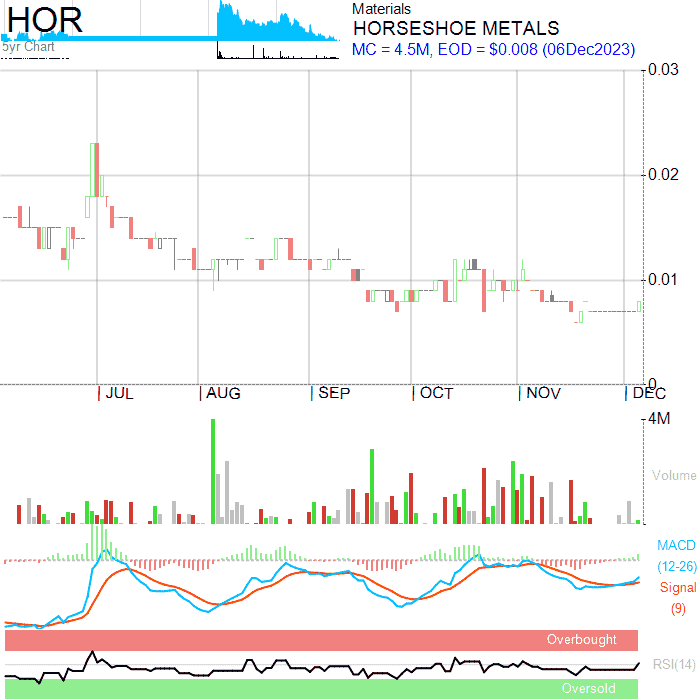 HOR
5yr Chart
Materials
HORSESHOE METALS
MC = 4.5M, EOD = $0.008 (06Dec2023)
0.03
0.02
0.01
0
JUL
AUG
SEP
OCT
NOV
DEC
4M
Volume
MACD
(12-26)
Signal
(9)
Overbought
RSI(14)
Oversold